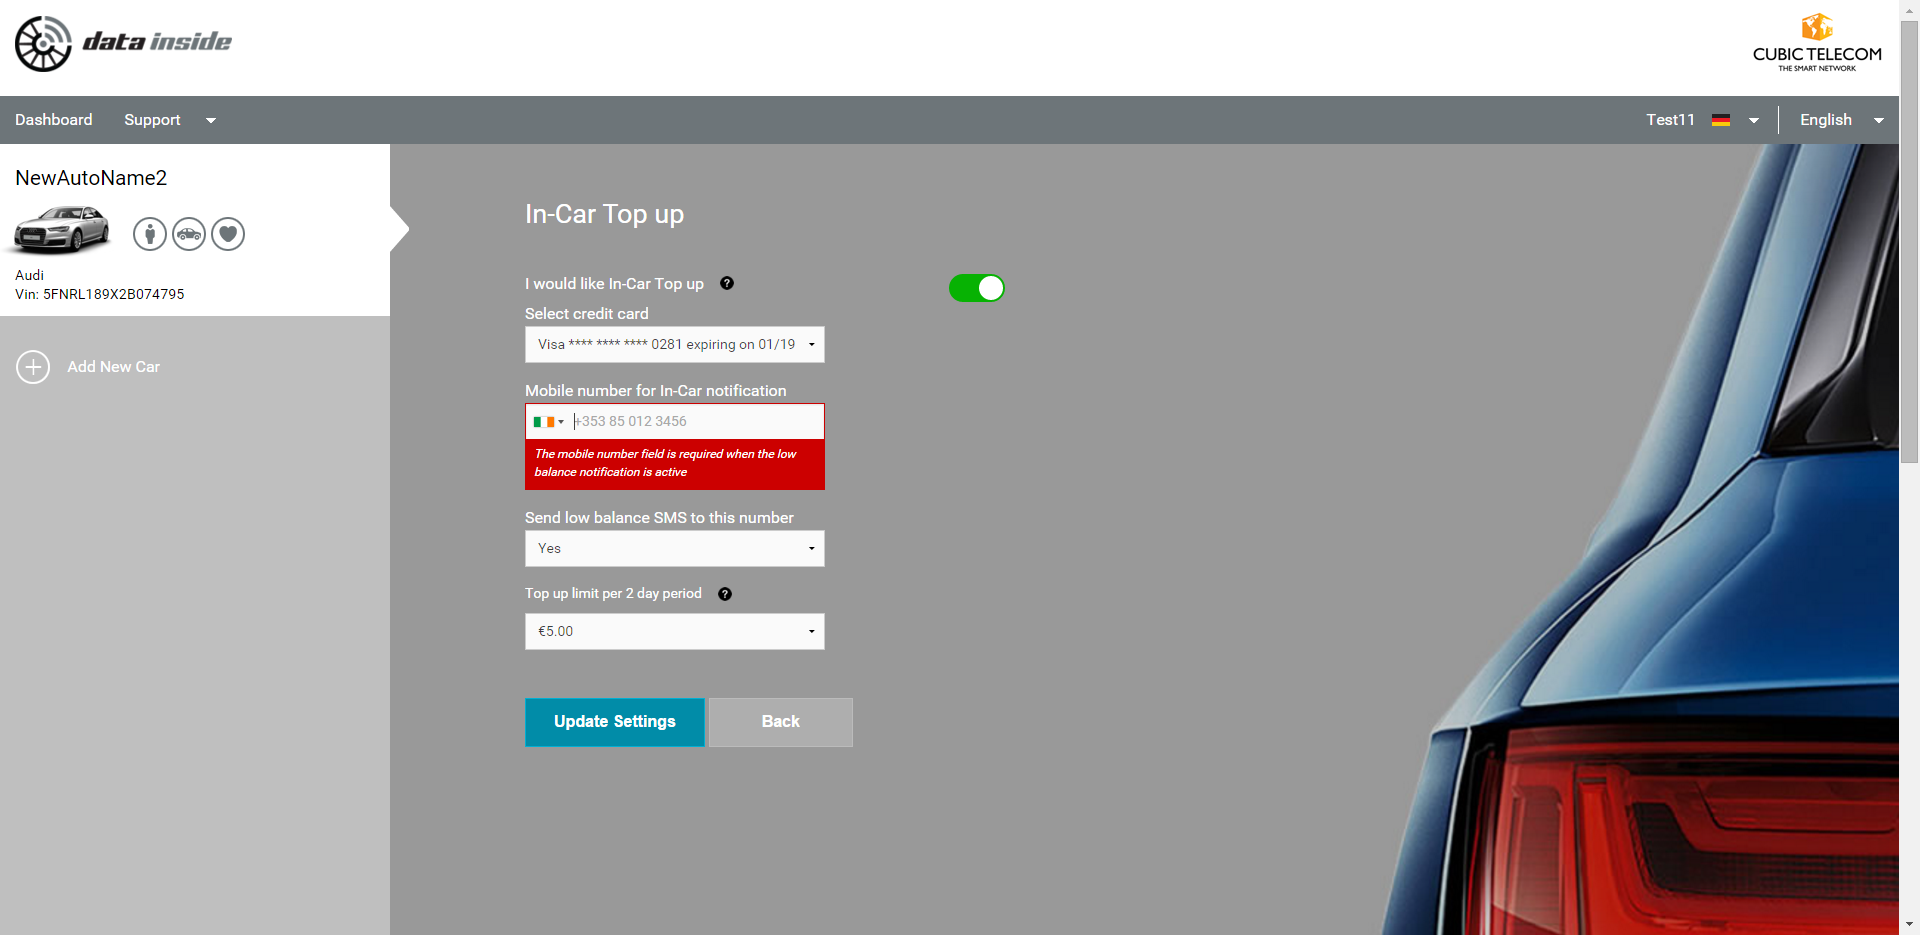 data inside
CUBIC TELECOM
THE SMART NETWORK
Dashboard
Support
Test11
English
NewAutoName2
Audi
Vin: 5FNRL189X2B074795
Add New Car
In-Car Top up
I would like In-Car Top up ?
Select credit card
Visa **** **** **** 0281 expiring on 01/19
Mobile number for In-Car notification
+353 85 012 3456
The mobile number field is required when the low
balance notification is active
Send low balance SMS to this number
Yes
Top up limit per 2 day period ?
€5.00
Update Settings
Back